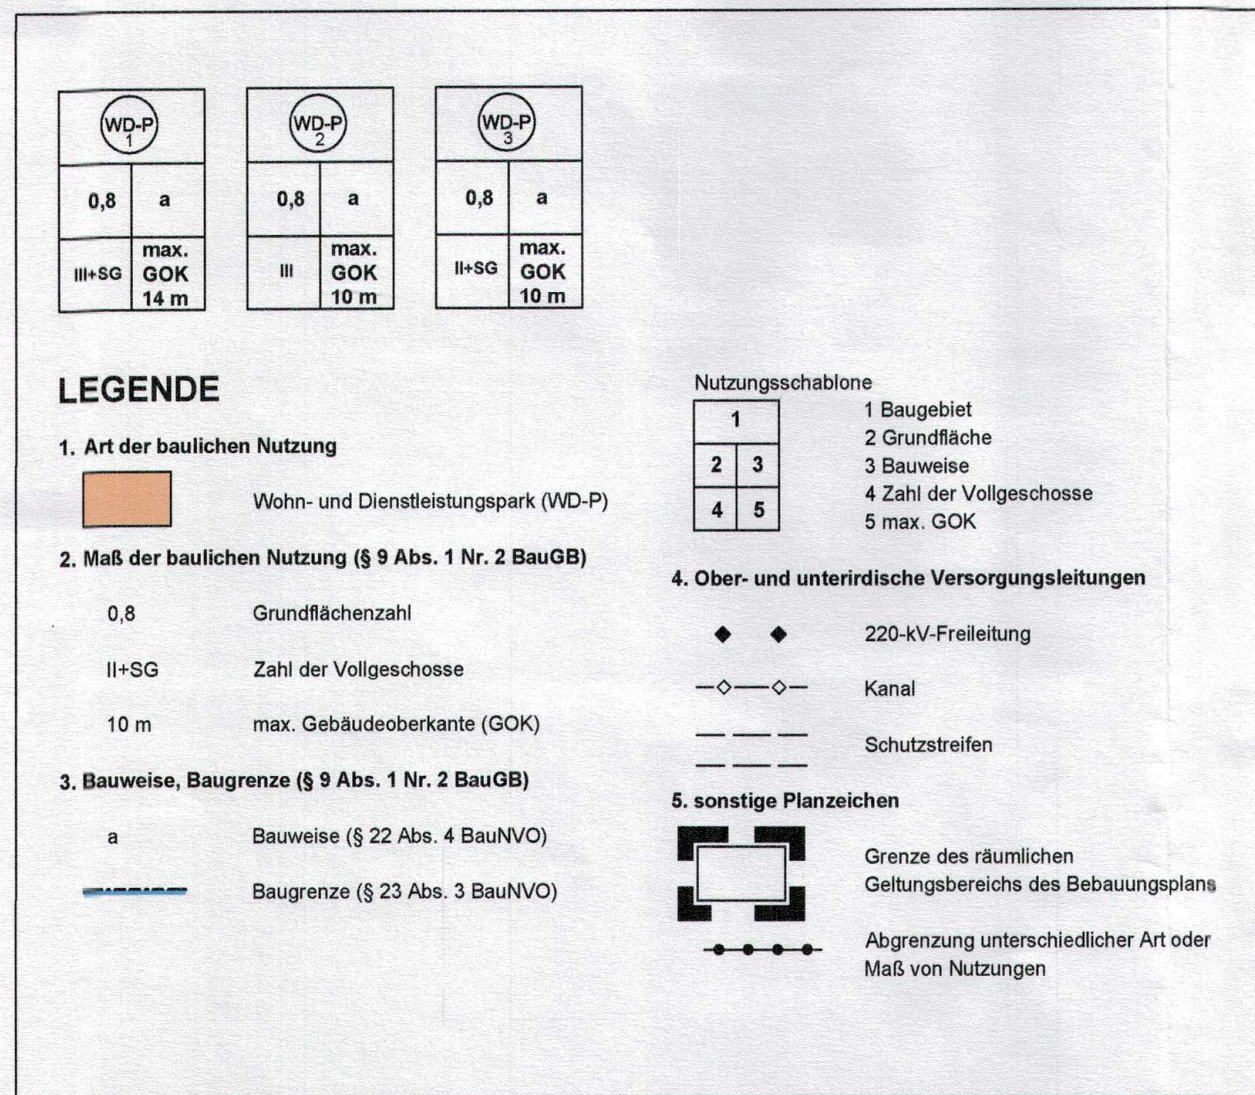 WD-P
1
0,8 a
III+SG
max.
GOK
14 m
WD-P
2
0,8 a
III
max.
GOK
10 m
WD-P
3
0,8 a
II+SG
max.
GOK
10 m
LEGENDE
1. Art der baulichen Nutzung
Wohn- und Dienstleistungspark (WD-P)
2. Maß der baulichen Nutzung (§ 9 Abs. 1 Nr. 2 BauGB)
0,8 Grundflächenzahl
II+SG Zahl der Vollgeschosse
10 m max. Gebäudeoberkante (GOK)
3. Bauweise, Baugrenze (§ 9 Abs. 1 Nr. 2 BauGB)
a Bauweise (§ 22 Abs. 4 BauNVO)
Baugrenze (§ 23 Abs. 3 BauNVO)
Nutzungsschablone
1
2 3
4 5
1 Baugebiet
2 Grundfläche
3 Bauweise
4 Zahl der Vollgeschosse
5 max. GOK
4. Ober- und unterirdische Versorgungsleitungen
220-kV-Freileitung
Kanal
Schutzstreifen
5. sonstige Planzeichen
Grenze des räumlichen
Geltungsbereichs des Bebauungsplans
Abgrenzung unterschiedlicher Art oder
Maß von Nutzungen